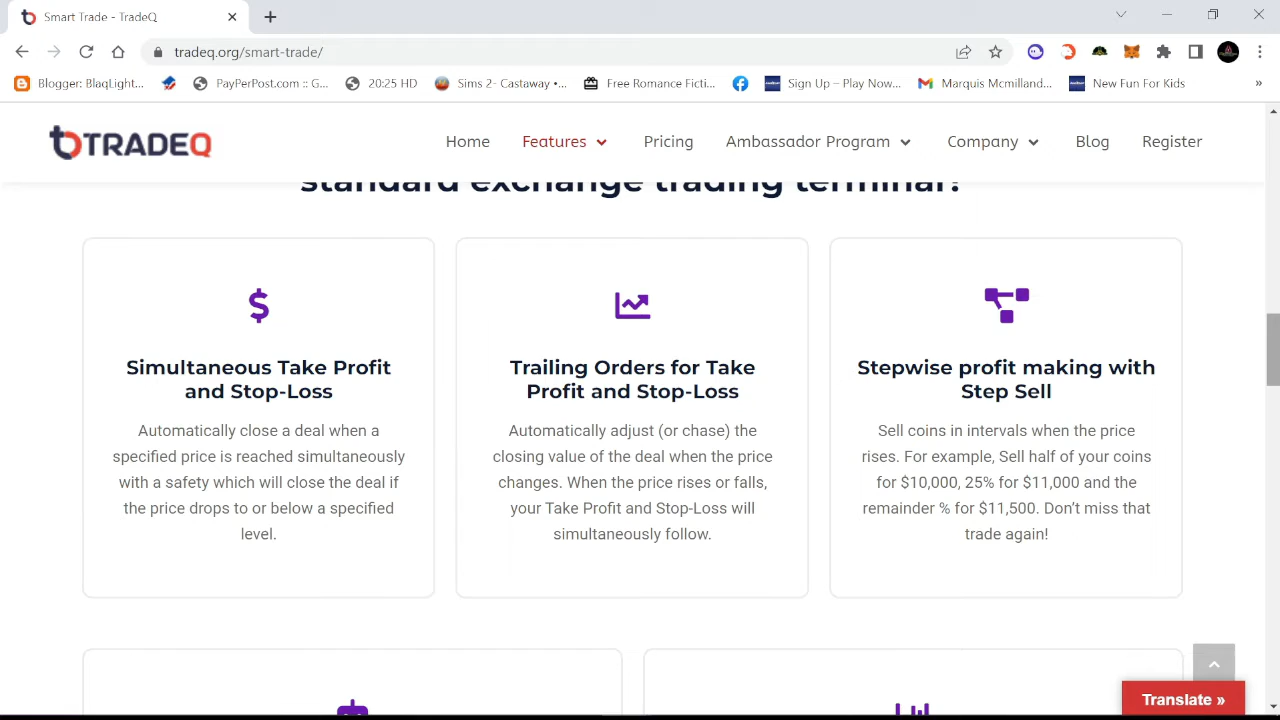 Smart Trade - TradeQ
tradeq.org/smart-trade/
Blogger: BlaqLight... PayPerPost.com :: G... 20:25 HD Sims 2- Castaway •... Free Romance Ficti... Sign Up – Play Now... Marquis Mcmilland... New Fun For Kids »
TRADEQ Home Features Pricing Ambassador Program Company Blog Register
standard exchange trading terminal?
Simultaneous Take Profit
and Stop-Loss
Automatically close a deal when a
specified price is reached simultaneously
with a safety which will close the deal if
the price drops to or below a specified
level.
Trailing Orders for Take
Profit and Stop-Loss
Automatically adjust (or chase) the
closing value of the deal when the price
changes. When the price rises or falls,
your Take Profit and Stop-Loss will
simultaneously follow.
Stepwise profit making with
Step Sell
Sell coins in intervals when the price
rises. For example, Sell half of your coins
for $10,000, 25% for $11,000 and the
remainder % for $11,500. Don’t miss that
trade again!
Translate »